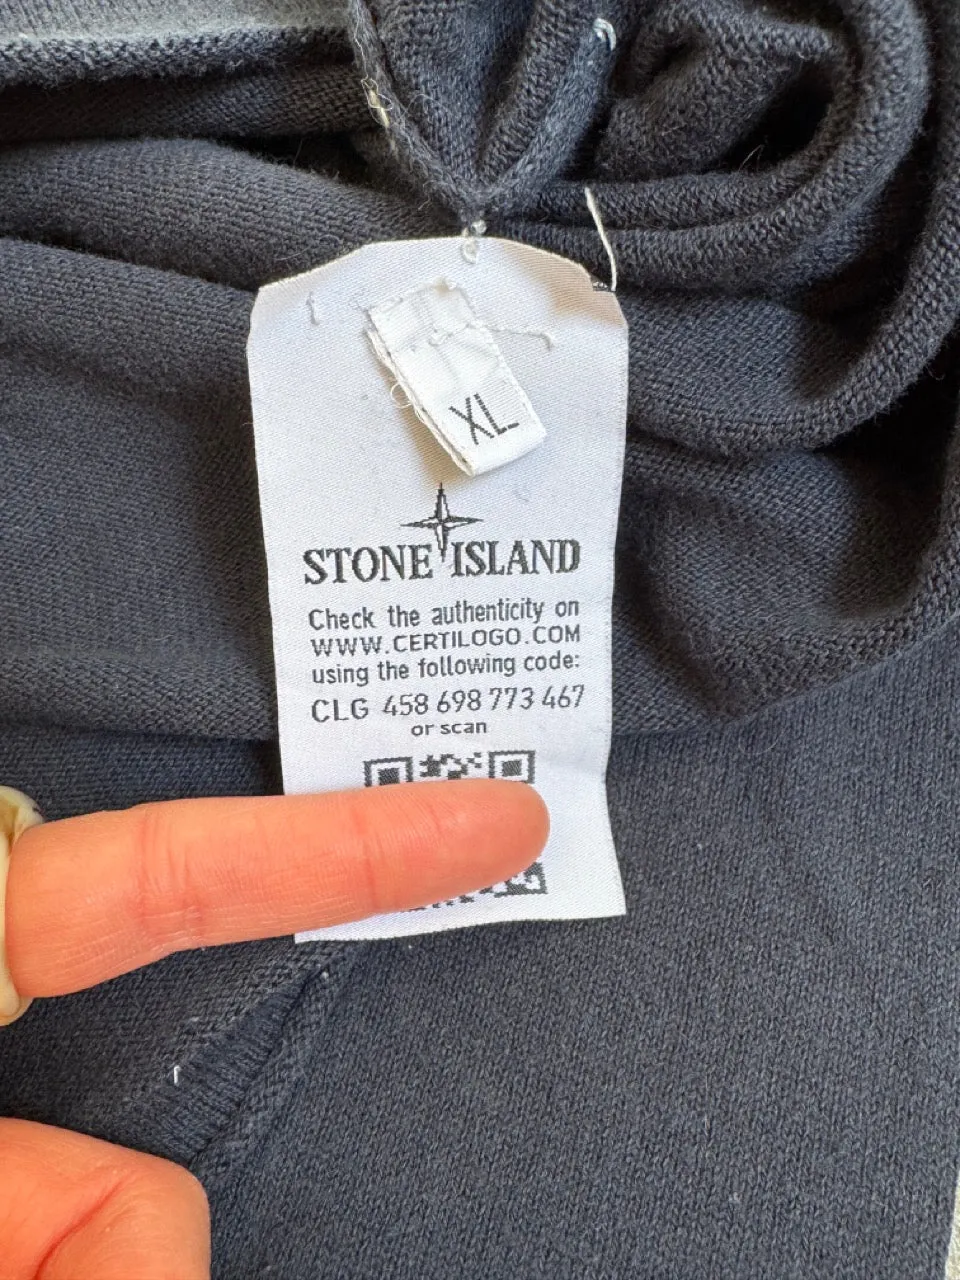 XL
STONE ISLAND
Check the authenticity on
WWW.CERTILOGO.COM
using the following code:
CLG 458 698 773 467
or scan